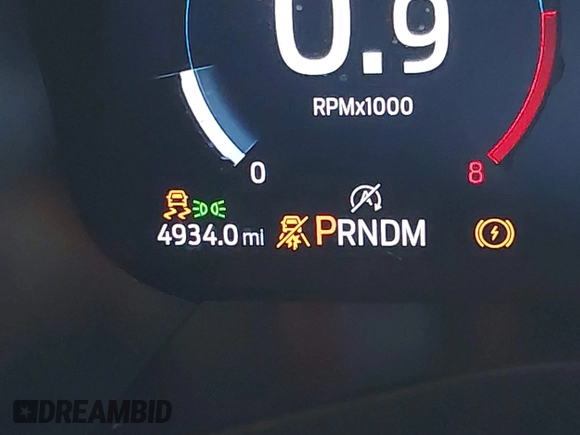 0.9
RPMx1000
0 8
A
4934.0 mi PRNDM
DREAMBID